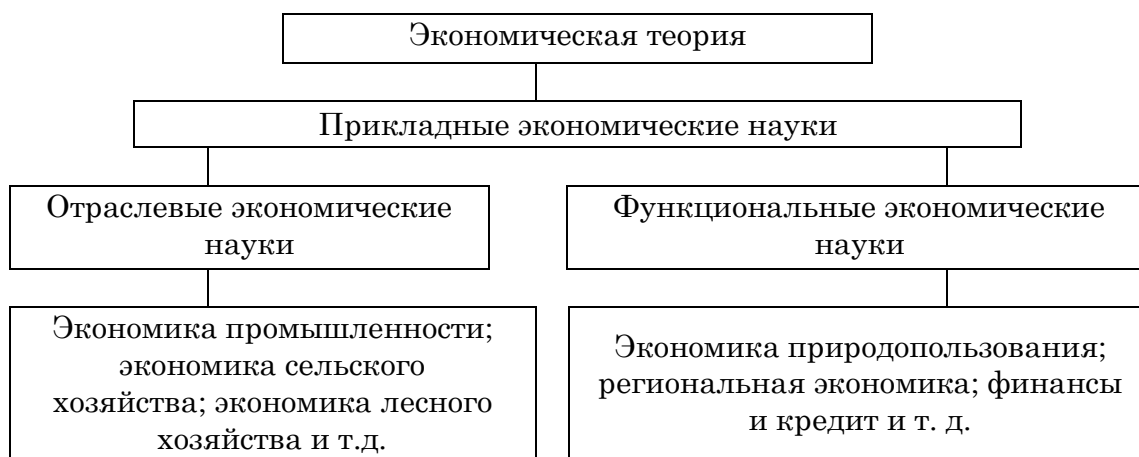 Экономическая теория
Прикладные экономические науки
Отраслевые экономические
науки
Функциональные экономические
науки
Экономика промышленности;
экономика сельского
хозяйства; экономика лесного
хозяйства и т.д.
Экономика природопользования;
региональная экономика; финансы
и кредит и т. д.